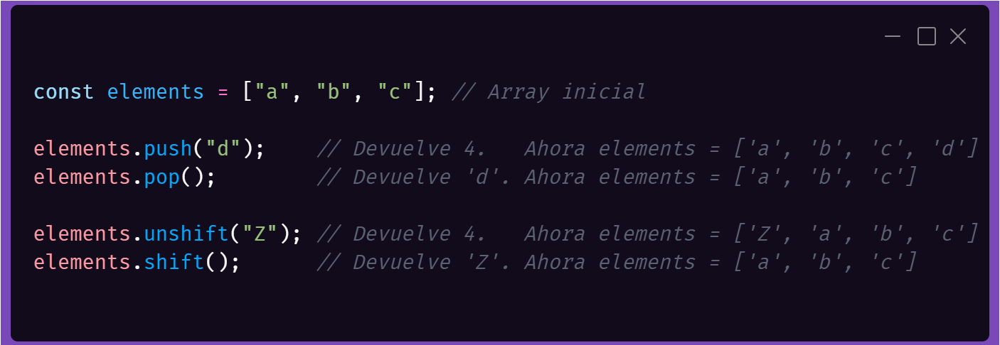 const elements = ["a", "b", "c"]; // Array inicial
elements.push("d");    // Devuelve 4.   Ahora elements = ['a', 'b', 'c', 'd']
elements.pop();        // Devuelve 'd'. Ahora elements = ['a', 'b', 'c']
elements.unshift("Z"); // Devuelve 4.   Ahora elements = ['Z', 'a', 'b', 'c']
elements.shift();      // Devuelve 'Z'. Ahora elements = ['a', 'b', 'c']